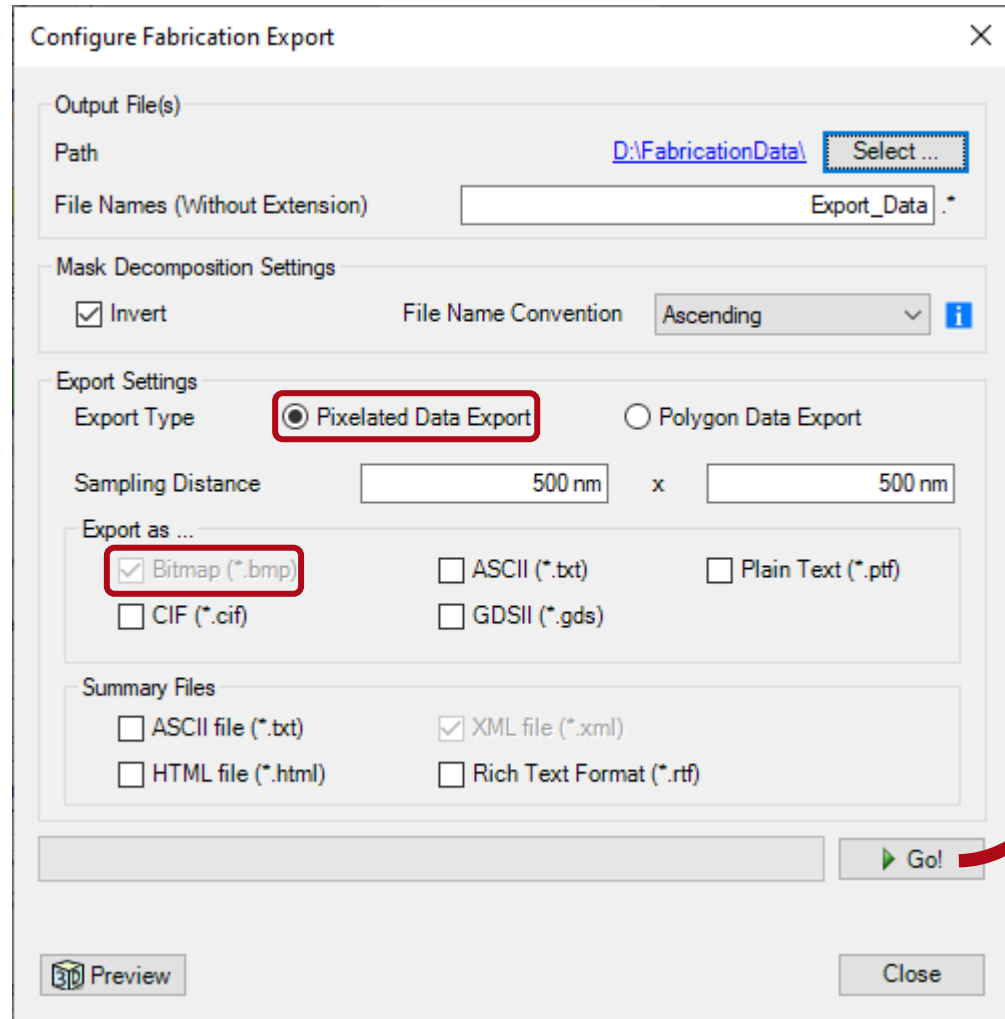 Configure Fabrication Export
Output File(s)
Path D:\FabricationData\ Select ...
File Names (Without Extension) Export_Data .*
Mask Decomposition Settings
Invert File Name Convention Ascending i
Export Settings
Export Type Pixelated Data Export Polygon Data Export
Sampling Distance 500 nm x 500 nm
Export as ...
Bitmap (*.bmp) ASCII (*.txt) Plain Text (*.ptf)
CIF (*.cif) GDSII (*.gds)
Summary Files
ASCII file (*.txt) XML file (*.xml)
HTML file (*.html) Rich Text Format (*.rtf)
Go!
3D Preview Close